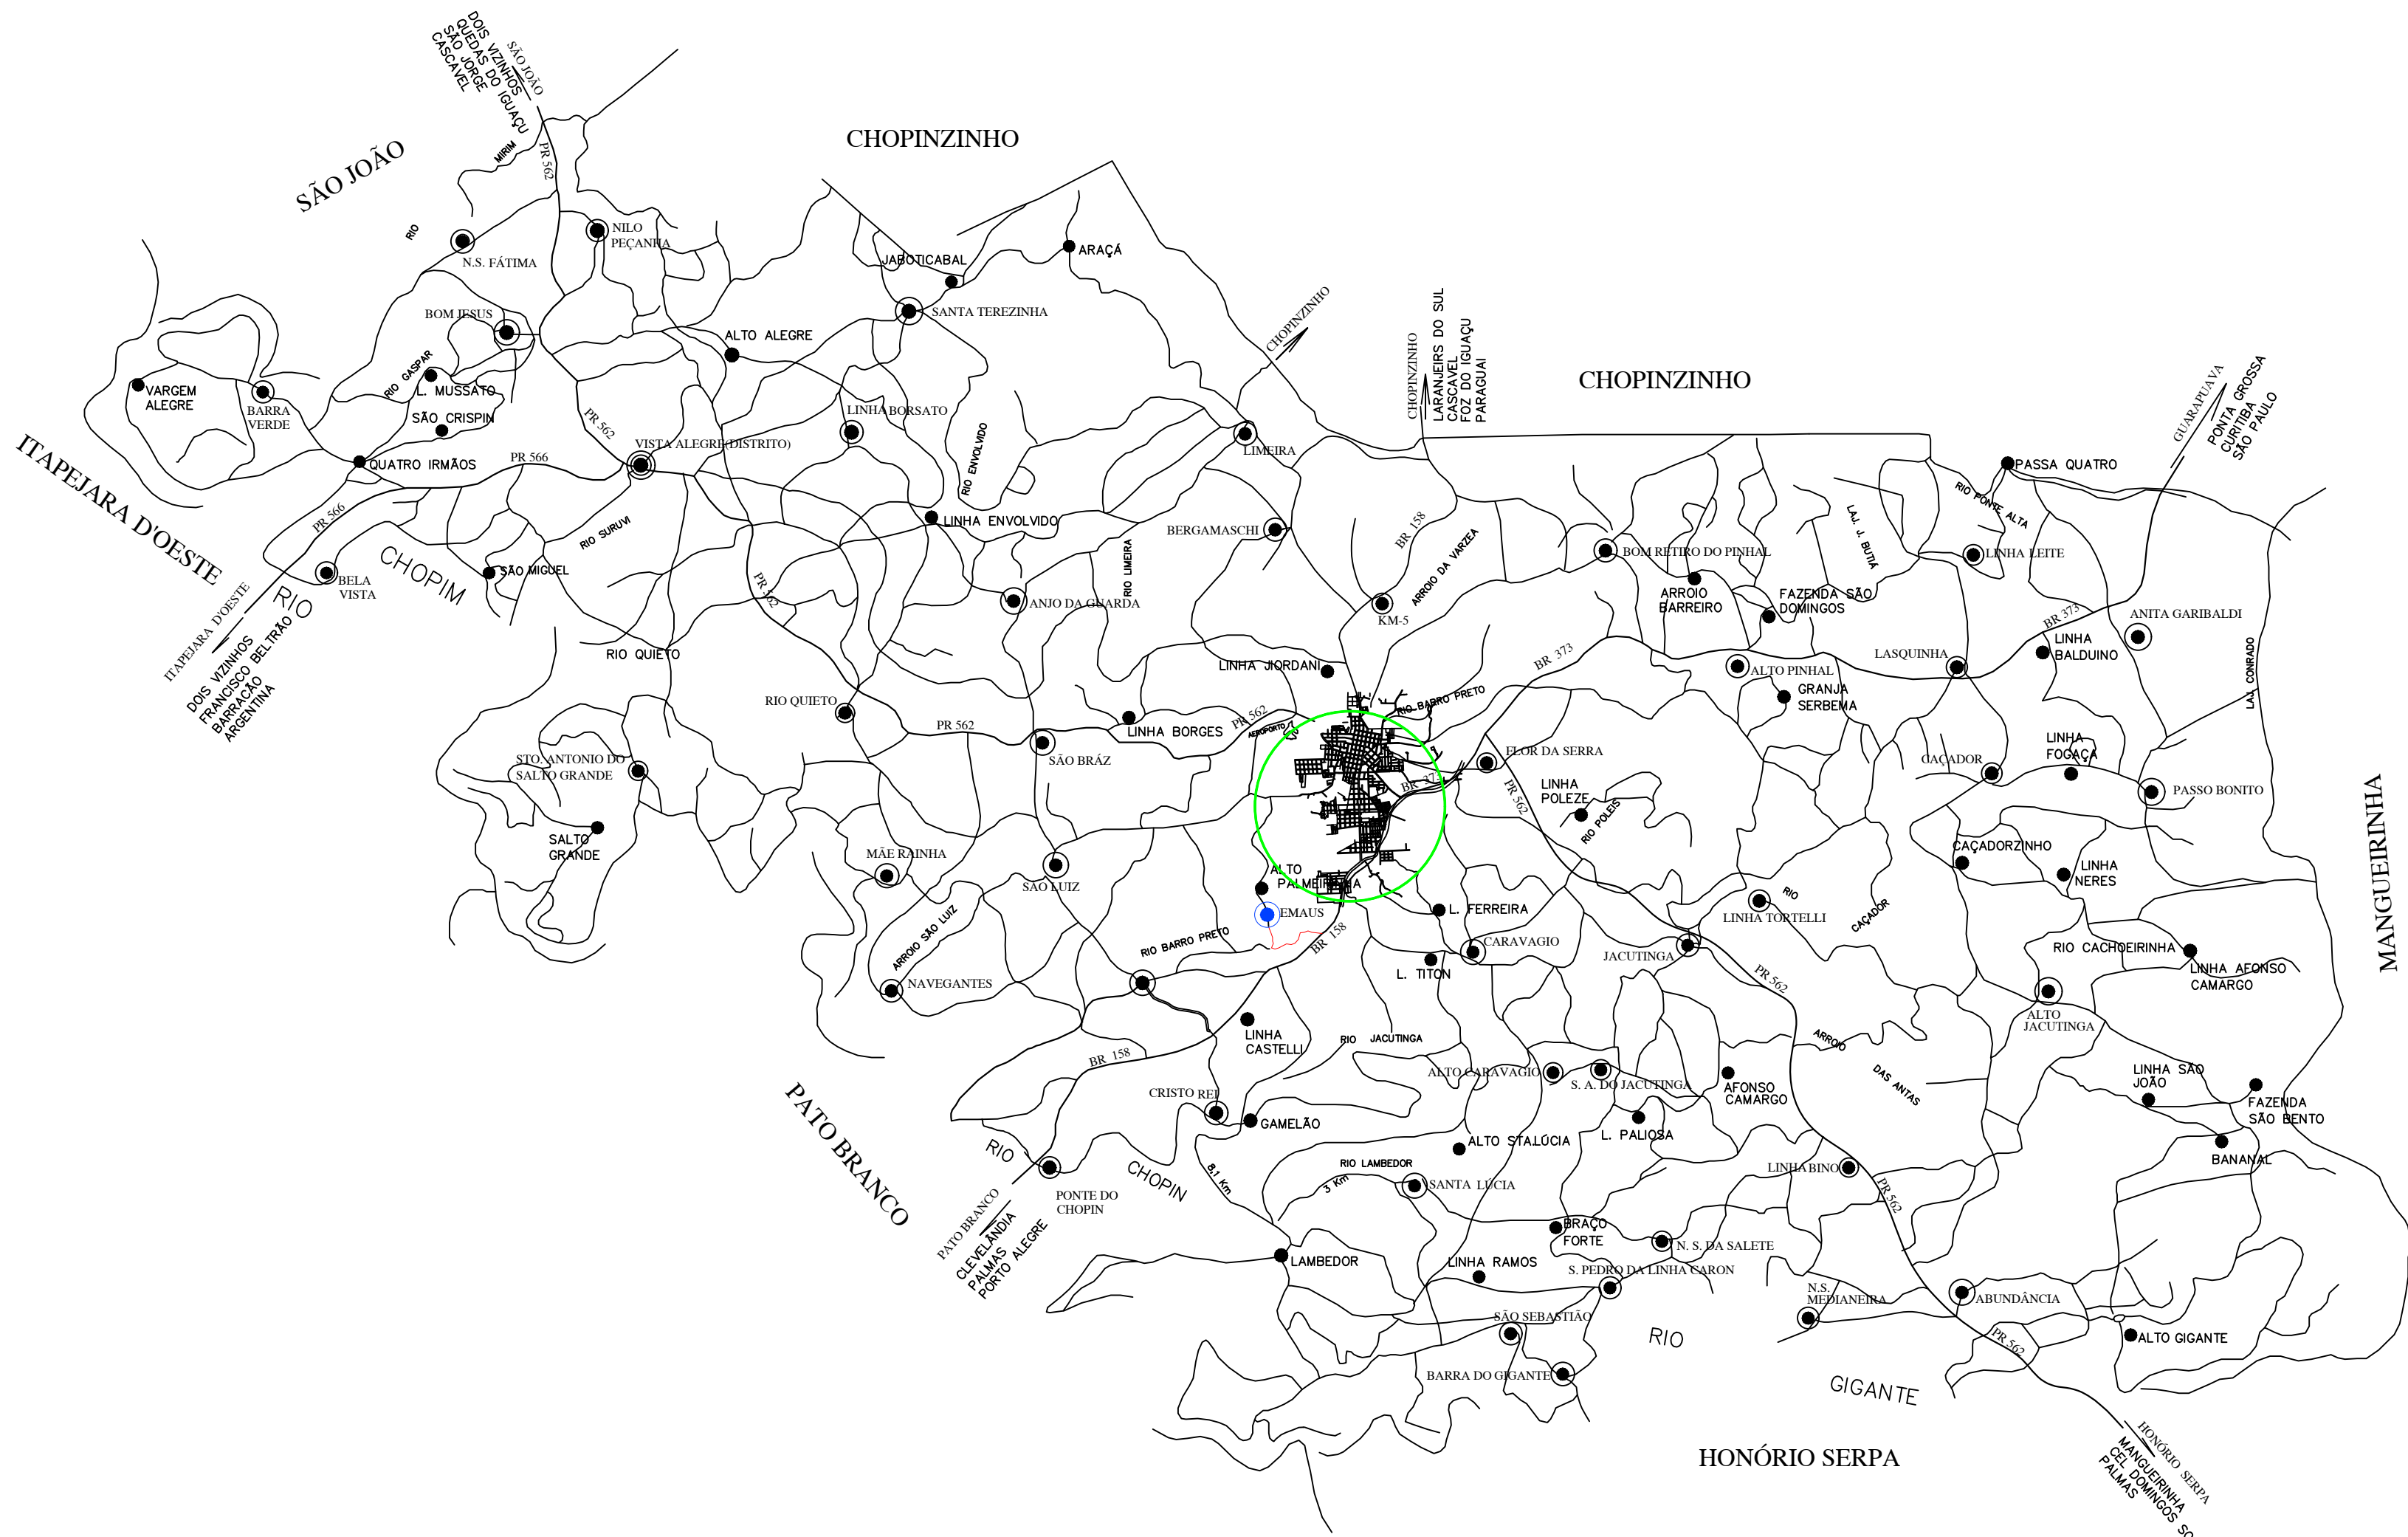 DOIS VIZINHOS
QUEDAS DO IGUAÇU
SÃO JORGE
CASCAVEL
SÃO JOÃO
MIRIM
PR 562
SÃO JOÃO
CHOPINZINHO
RIO
N.S. FÁTIMA
NILO
PEÇANHA
JABOTICABAL
ARAÇÁ
SANTA TEREZINHA
BOM JESUS
ALTO ALEGRE
CHOPINZINHO
CHOPINZINHO
LARANJEIRS DO SUL
CASCAVEL
FOZ DO IGUAÇU
PARAGUAI
CHOPINZINHO
GUARAPUAVA
PONTA GROSSA
CURITIBA
SÃO PAULO
VARGEM
ALEGRE
BARRA
VERDE
RIO GASPAR
L. MUSSATO
SÃO CRISPIN
PR 562
LINHA BORSATO
VISTA ALEGRE (DISTRITO)
RIO ENVOLVIDO
LIMEIRA
QUATRO IRMÃOS
PR 566
PASSA QUATRO
RIO PONTE ALTA
ITAPEJARA D'OESTE
PR 566
RIO SURUVI
LINHA ENVOLVIDO
BERGAMASCHI
BR 158
ARROIO DA VARZEA
BOM RETIRO DO PINHAL
LAJ. J. BUTIÁ
LINHA LEITE
BELA
VISTA
CHOPIM
RIO
SÃO MIGUEL
PR 562
RIO LIMEIRA
ANJO DA GUARDA
KM-5
ARROIO
BARREIRO
FAZENDA SÃO
DOMINGOS
BR 373
ANITA GARIBALDI
ITAPEJARA D'OESTE
DOIS VIZINHOS
FRANCISCO BELTRÃO
BARRACÃO
ARGENTINA
RIO QUIETO
LINHA JIORDANI
BR 373
ALTO PINHAL
LASQUINHA
LINHA
BALDUINO
LAJ. CONRADO
RIO QUIETO
PR 562
LINHA BORGES
PR 562
AEROPORTO
RIO BARRO PRETO
GRANJA
SERBEMA
STO. ANTONIO DO
SALTO GRANDE
SÃO BRÁZ
FLOR DA SERRA
BR 373
LINHA
POLEZE
PR 562
RIO POLEIS
LINHA
FOGAÇA
CAÇADOR
PASSO BONITO
MANGUEIRINHA
SALTO
GRANDE
MÃE RAINHA
SÃO LUIZ
ALTO
PALMEIRINHA
CAÇADORZINHO
LINHA
NERES
EMAUS
L. FERREIRA
RIO
LINHA TORTELLI
CAÇADOR
ARROIO SÃO LUIZ
RIO BARRO PRETO
BR 158
CARAVAGIO
L. TITON
JACUTINGA
PR 562
RIO CACHOEIRINHA
LINHA AFONSO
CAMARGO
NAVEGANTES
LINHA
CASTELLI
RIO JACUTINGA
ARROIO
ALTO
JACUTINGA
BR 158
ALTO CARAVAGIO
S. A. DO JACUTINGA
AFONSO
CAMARGO
DAS ANTAS
LINHA SÃO
JOÃO
FAZENDA
SÃO BENTO
PATO BRANCO
CRISTO REI
GAMELÃO
ALTO STA.LÚCIA
L. PALIOSA
BANANAL
RIO
CHOPIN
8,1 Km
RIO LAMBEDOR
3 Km
SANTA LÚCIA
LINHA BINO
PR 562
PONTE DO
CHOPIN
PATO BRANCO
CLEVELÂNDIA
PALMAS
PORTO ALEGRE
BRAÇO
FORTE
N. S. DA SALETE
LAMBEDOR
LINHA RAMOS
S. PEDRO DA LINHA CARON
N.S.
MEDIANEIRA
ABUNDÂNCIA
SÃO SEBASTIÃO
RIO
PR 562
ALTO GIGANTE
BARRA DO GIGANTE
GIGANTE
HONÓRIO SERPA
HONÓRIO SERPA
MANGUEIRINHA
CEL DOMINGOS SO
PALMAS